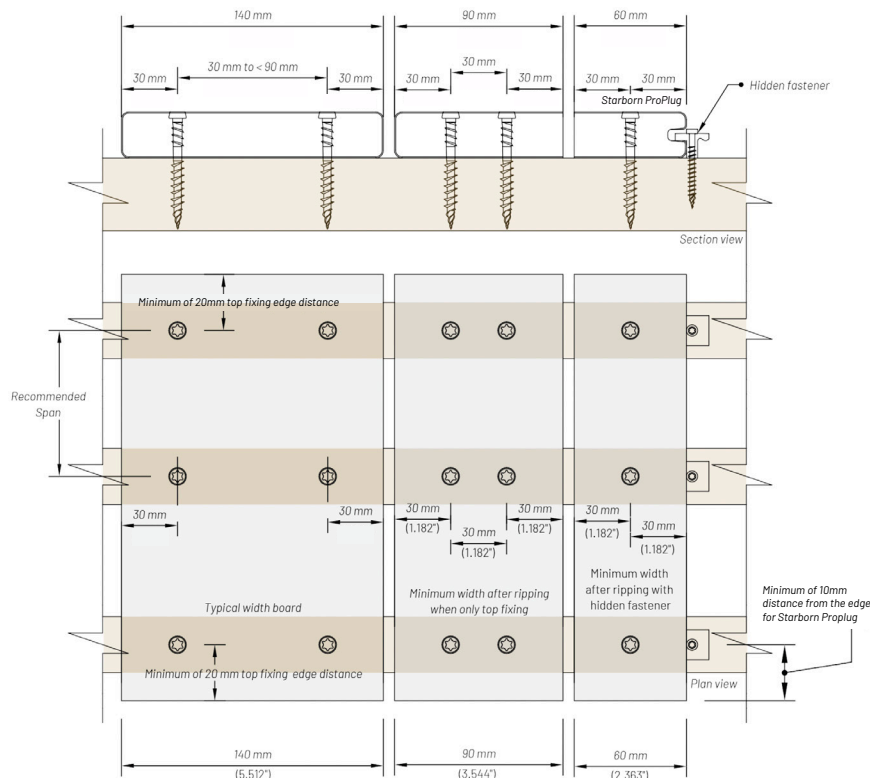 140 mm
90 mm
60 mm
30 mm to < 90 mm
30 mm
30 mm
30 mm
30 mm
30 mm
30 mm
30 mm
30 mm
Hidden fastener
Starborn ProPlug
Section view
Minimum of 20mm top fixing edge distance
Recommended
Span
30 mm
30 mm
30 mm
(1.182")
30 mm
(1.182")
30 mm
(1.182")
30 mm
(1.182")
30 mm
(1.182")
Typical width board
Minimum width after ripping
when only top fixing
Minimum width
after ripping with
hidden fastener
Minimum of 10mm
distance from the edge
for Starborn Proplug
Minimum of 20 mm top fixing edge distance
Plan view
140 mm
(5.512")
90 mm
(3.544")
60 mm
(2.363")